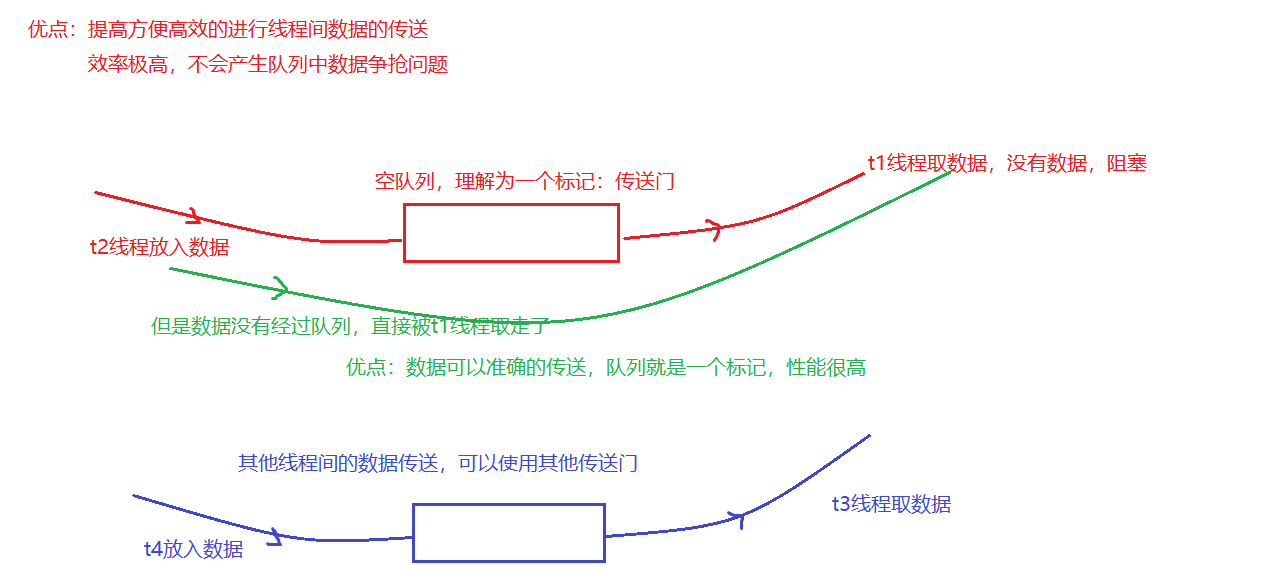 优点：提高方便高效的进行线程间数据的传送
效率极高，不会产生队列中数据争抢问题
t1线程取数据，没有数据，阻塞
空队列，理解为一个标记：传送门
t2线程放入数据
但是数据没有经过队列，直接被t1线程取走了
优点：数据可以准确的传送，队列就是一个标记，性能很高
其他线程间的数据传送，可以使用其他传送门
t3线程取数据
t4放入数据